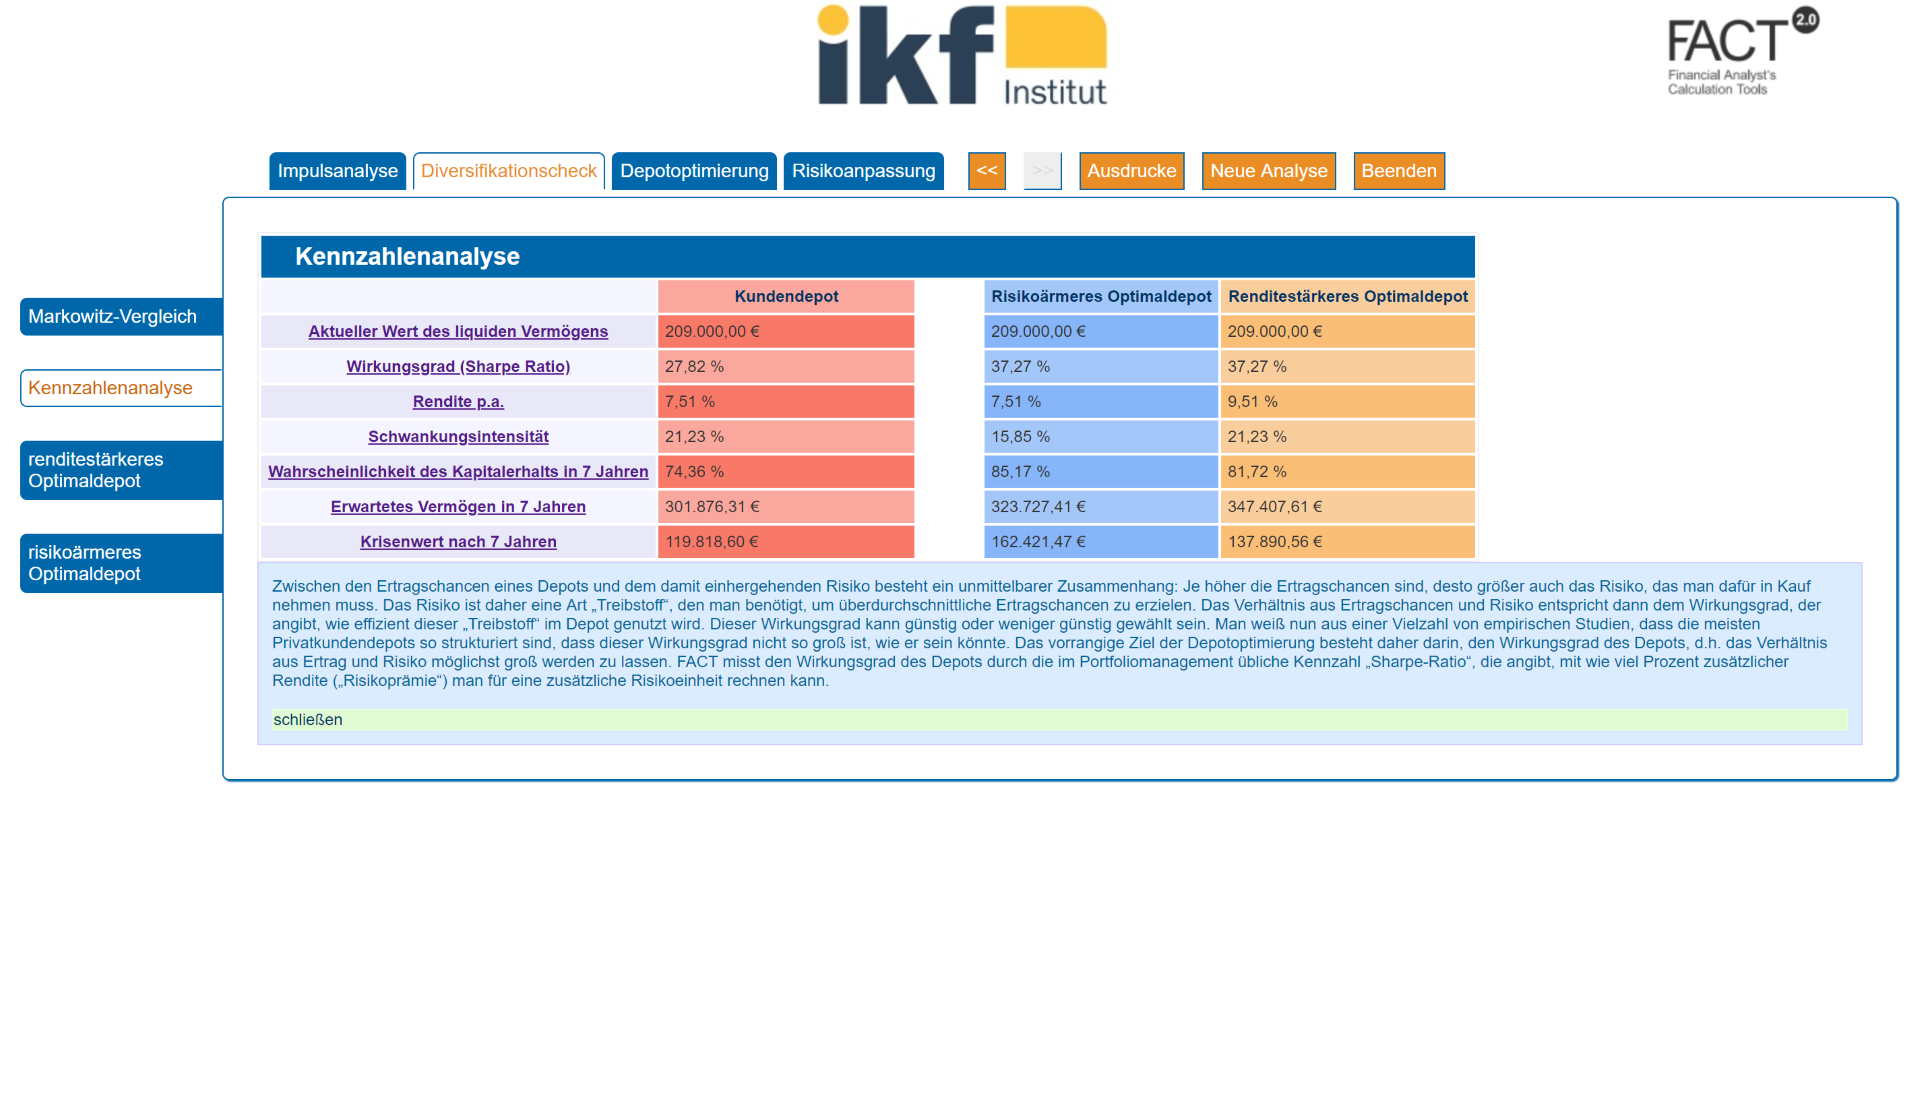 ikf Institut
FACT 2.0
Financial Analyst's
Calculation Tools
Impulsanalyse Diversifikationscheck Depotoptimierung Risikoanpassung << >> Ausdrucke Neue Analyse Beenden
Markowitz-Vergleich
Kennzahlenanalyse
renditestärkeres
Optimaldepot
risikoärmeres
Optimaldepot
Kennzahlenanalyse
Kundendepot Risikoärmeres Optimaldepot Renditestärkeres Optimaldepot
Aktueller Wert des liquiden Vermögens 209.000,00 € 209.000,00 € 209.000,00 €
Wirkungsgrad (Sharpe Ratio) 27,82 % 37,27 % 37,27 %
Rendite p.a. 7,51 % 7,51 % 9,51 %
Schwankungsintensität 21,23 % 15,85 % 21,23 %
Wahrscheinlichkeit des Kapitalerhalts in 7 Jahren 74,36 % 85,17 % 81,72 %
Erwartetes Vermögen in 7 Jahren 301.876,31 € 323.727,41 € 347.407,61 €
Krisenwert nach 7 Jahren 119.818,60 € 162.421,47 € 137.890,56 €
Zwischen den Ertragschancen eines Depots und dem damit einhergehenden Risiko besteht ein unmittelbarer Zusammenhang: Je höher die Ertragschancen sind, desto größer auch das Risiko, das man dafür in Kauf
nehmen muss. Das Risiko ist daher eine Art „Treibstoff“, den man benötigt, um überdurchschnittliche Ertragschancen zu erzielen. Das Verhältnis aus Ertragschancen und Risiko entspricht dann dem Wirkungsgrad, der
angibt, wie effizient dieser „Treibstoff“ im Depot genutzt wird. Dieser Wirkungsgrad kann günstig oder weniger günstig gewählt sein. Man weiß nun aus einer Vielzahl von empirischen Studien, dass die meisten
Privatkundendepots so strukturiert sind, dass dieser Wirkungsgrad nicht so groß ist, wie er sein könnte. Das vorrangige Ziel der Depotoptimierung besteht daher darin, den Wirkungsgrad des Depots, d.h. das Verhältnis
aus Ertrag und Risiko möglichst groß werden zu lassen. FACT misst den Wirkungsgrad des Depots durch die im Portfoliomanagement übliche Kennzahl „Sharpe-Ratio“, die angibt, mit wie viel Prozent zusätzlicher
Rendite („Risikoprämie“) man für eine zusätzliche Risikoeinheit rechnen kann.
schließen